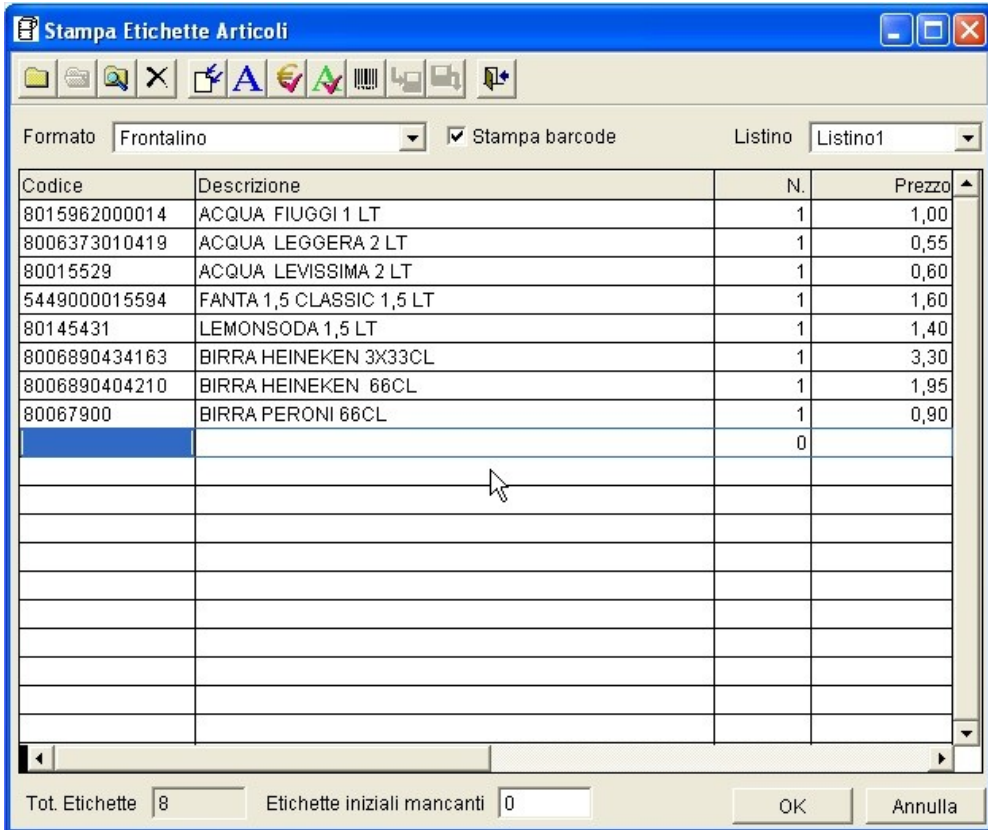 Stampa Etichette Articoli
Formato Frontalino Stampa barcode Listino Listino1
Codice Descrizione N. Prezzo
8015962000014 ACQUA FIUGGI 1 LT 1 1,00
8006373010419 ACQUA LEGGERA 2 LT 1 0,55
80015529 ACQUA LEVISSIMA 2 LT 1 0,60
5449000015594 FANTA 1,5 CLASSIC 1,5 LT 1 1,60
80145431 LEMONSODA 1,5 LT 1 1,40
8006890434163 BIRRA HEINEKEN 3X33CL 1 3,30
8006890404210 BIRRA HEINEKEN 66CL 1 1,95
80067900 BIRRA PERONI 66CL 1 0,90
0
Tot. Etichette 8 Etichette iniziali mancanti 0 OK Annulla